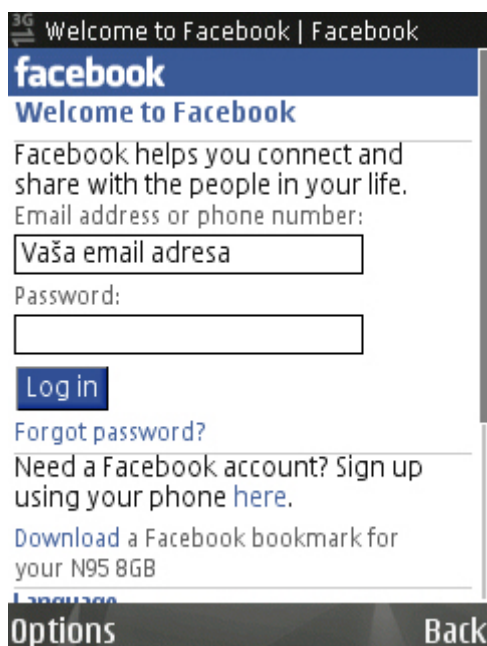 3G
Welcome to Facebook | Facebook
facebook
Welcome to Facebook
Facebook helps you connect and
share with the people in your life.
Email address or phone number:
Vaša email adresa
Password:
Log in
Forgot password?
Need a Facebook account? Sign up
using your phone here.
Download a Facebook bookmark for
your N95 8GB
Language
Options
Back